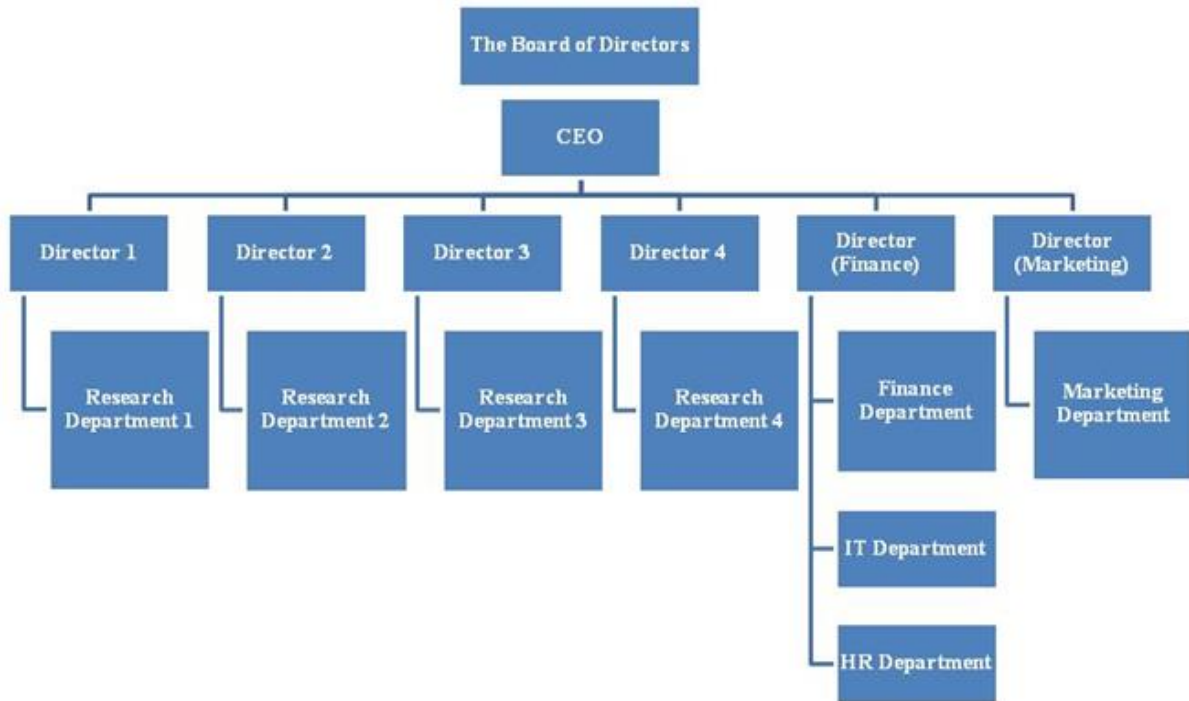 The Board of Directors
CEO
Director 1
Director 2
Director 3
Director 4
Director
(Finance)
Director
(Marketing)
Research
Department 1
Research
Department 2
Research
Department 3
Research
Department 4
Finance
Department
Marketing
Department
IT Department
HR Department